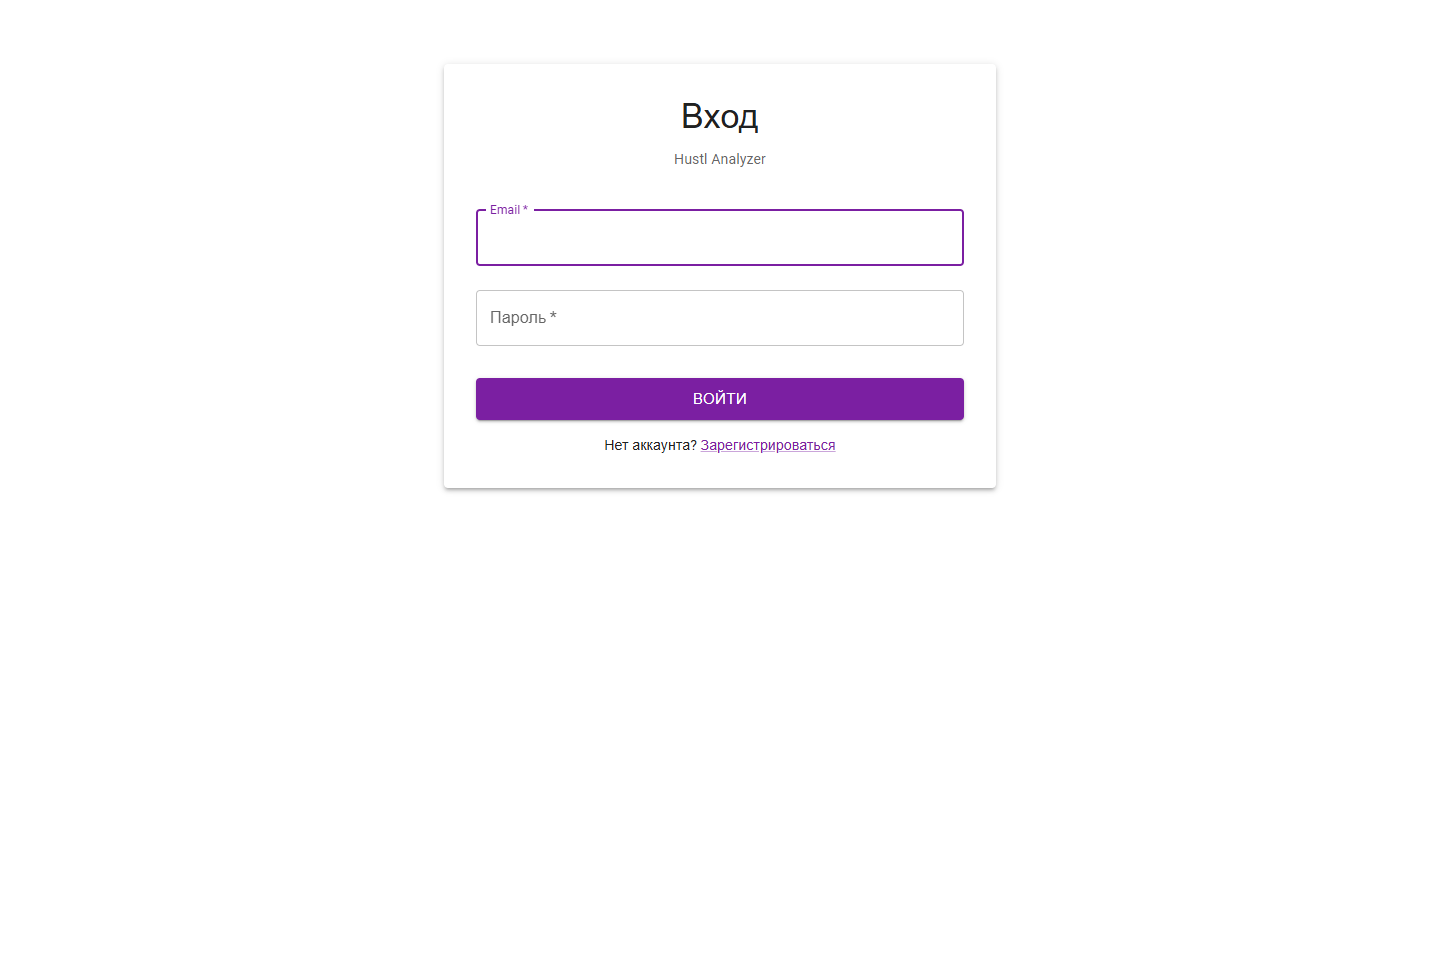 Вход
Hustl Analyzer
Email *
Пароль *
ВОЙТИ
Нет аккаунта? Зарегистрироваться